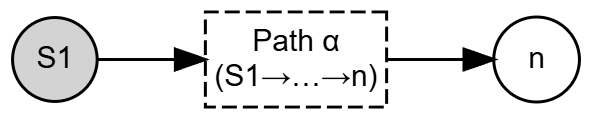 S1
Path α
(S1→…→n)
n